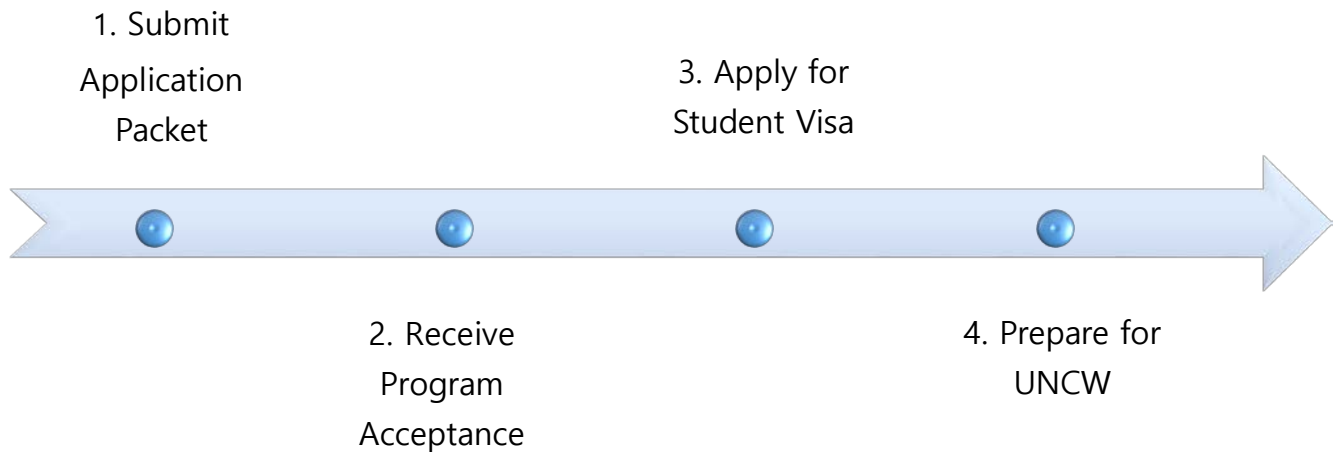 1. Submit
Application
Packet
2. Receive
Program
Acceptance
3. Apply for
Student Visa
4. Prepare for
UNCW